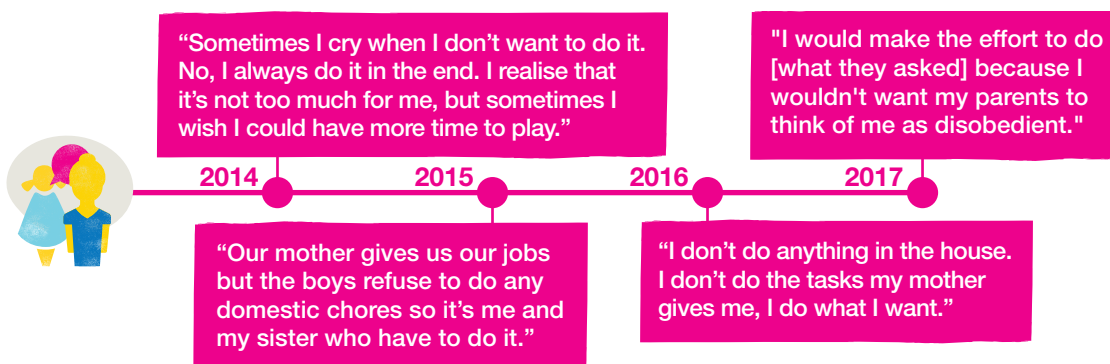 “Sometimes I cry when I don’t want to do it.
No, I always do it in the end. I realise that
it’s not too much for me, but sometimes I
wish I could have more time to play.”
"I would make the effort to do
[what they asked] because I
wouldn't want my parents to
think of me as disobedient."
2014
2015
2016
2017
“Our mother gives us our jobs
but the boys refuse to do any
domestic chores so it’s me and
my sister who have to do it.”
“I don’t do anything in the house.
I don’t do the tasks my mother
gives me, I do what I want.”